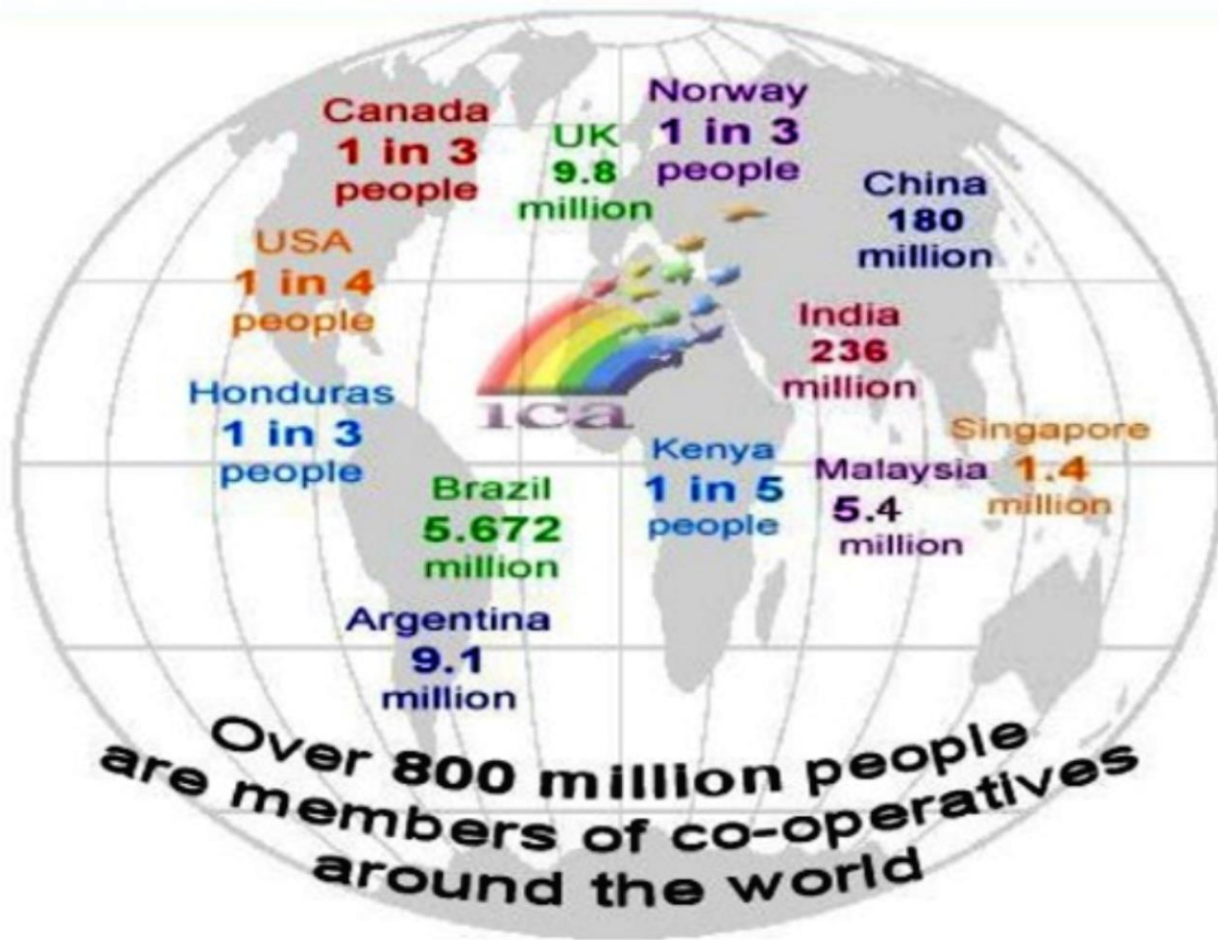 Canada
1 in 3
people
UK
9.8
million
Norway
1 in 3
people
China
180
million
USA
1 in 4
people
India
236
million
Honduras
1 in 3
people
ica
Kenya
1 in 5
people
Malaysia
5.4
million
Singapore
1.4
million
Brazil
5.672
million
Argentina
9.1
million
Over 800 million people
are members of co-operatives
around the world